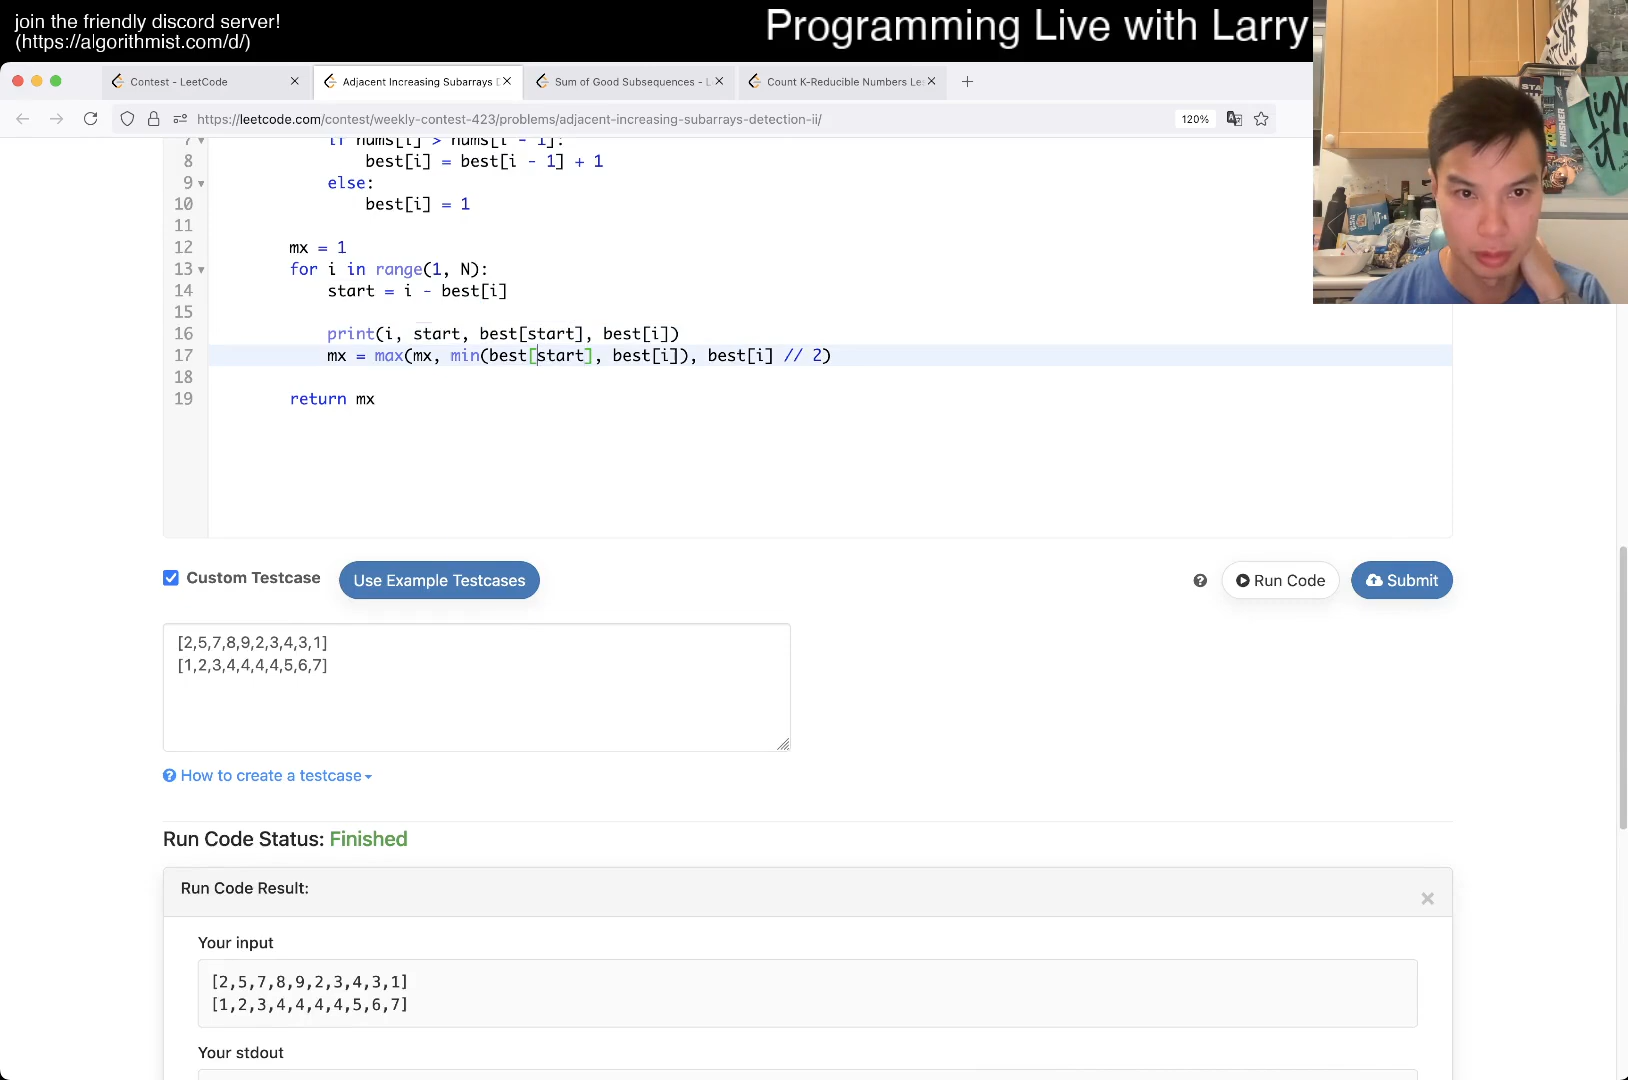 join the friendly discord server!
(https://algorithmist.com/d/)
Programming Live with Larry
Contest - LeetCode
Adjacent Increasing Subarrays D
Sum of Good Subsequences - L
Count K-Reducible Numbers Le
https://leetcode.com/contest/weekly-contest-423/problems/adjacent-increasing-subarrays-detection-ii/
120%
7 if nums[i] > nums[i - 1]:
8 best[i] = best[i - 1] + 1
9 else:
10 best[i] = 1
11
12 mx = 1
13 for i in range(1, N):
14 start = i - best[i]
15
16 print(i, start, best[start], best[i])
17 mx = max(mx, min(best[start], best[i]), best[i] // 2)
18
19 return mx
Custom Testcase
Use Example Testcases
Run Code
Submit
[2,5,7,8,9,2,3,4,3,1]
[1,2,3,4,4,4,4,5,6,7]
How to create a testcase
Run Code Status: Finished
Run Code Result:
Your input
[2,5,7,8,9,2,3,4,3,1]
[1,2,3,4,4,4,4,5,6,7]
Your stdout